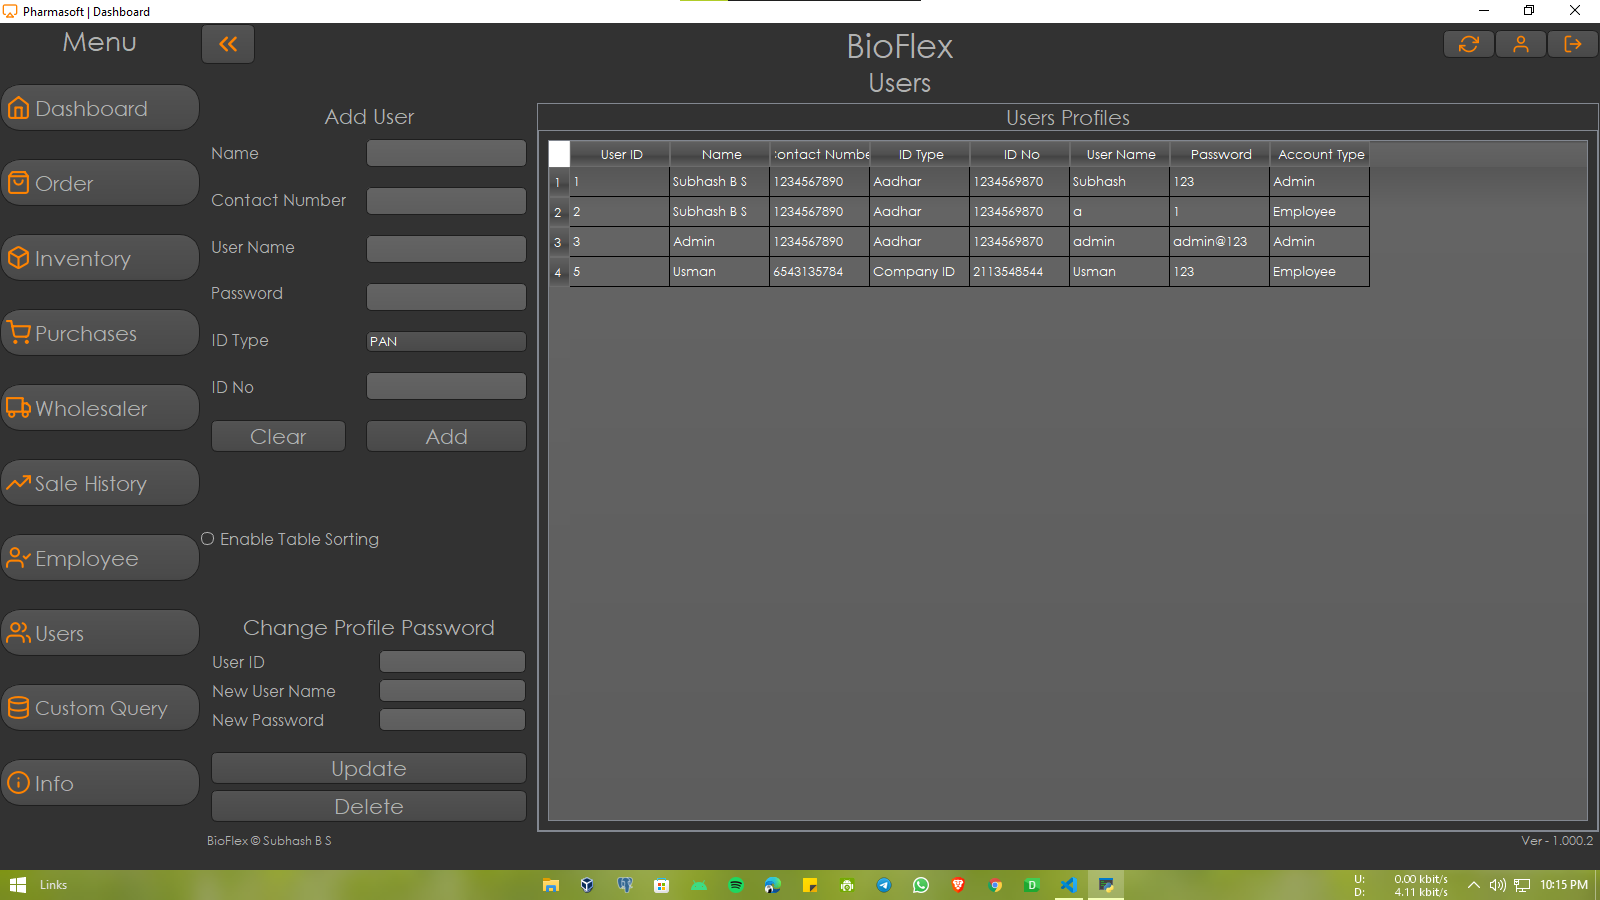 Pharmasoft | Dashboard
Menu
BioFlex
Users
Dashboard
Order
Inventory
Purchases
Wholesaler
Sale History
Employee
Users
Custom Query
Info
Add User
Name
Contact Number
User Name
Password
ID Type PAN
ID No
Clear Add
Enable Table Sorting
Change Profile Password
User ID
New User Name
New Password
Update
Delete
BioFlex © Subhash B S
Users Profiles
User ID Name ontact Numbe ID Type ID No User Name Password Account Type
1 1 Subhash B S 1234567890 Aadhar 1234569870 Subhash 123 Admin
2 2 Subhash B S 1234567890 Aadhar 1234569870 a 1 Employee
3 3 Admin 1234567890 Aadhar 1234569870 admin admin@123 Admin
4 5 Usman 6543135784 Company ID 2113548544 Usman 123 Employee
Ver - 1.000.2
Links
U: 0.00 kbit/s
D: 4.11 kbit/s
10:15 PM